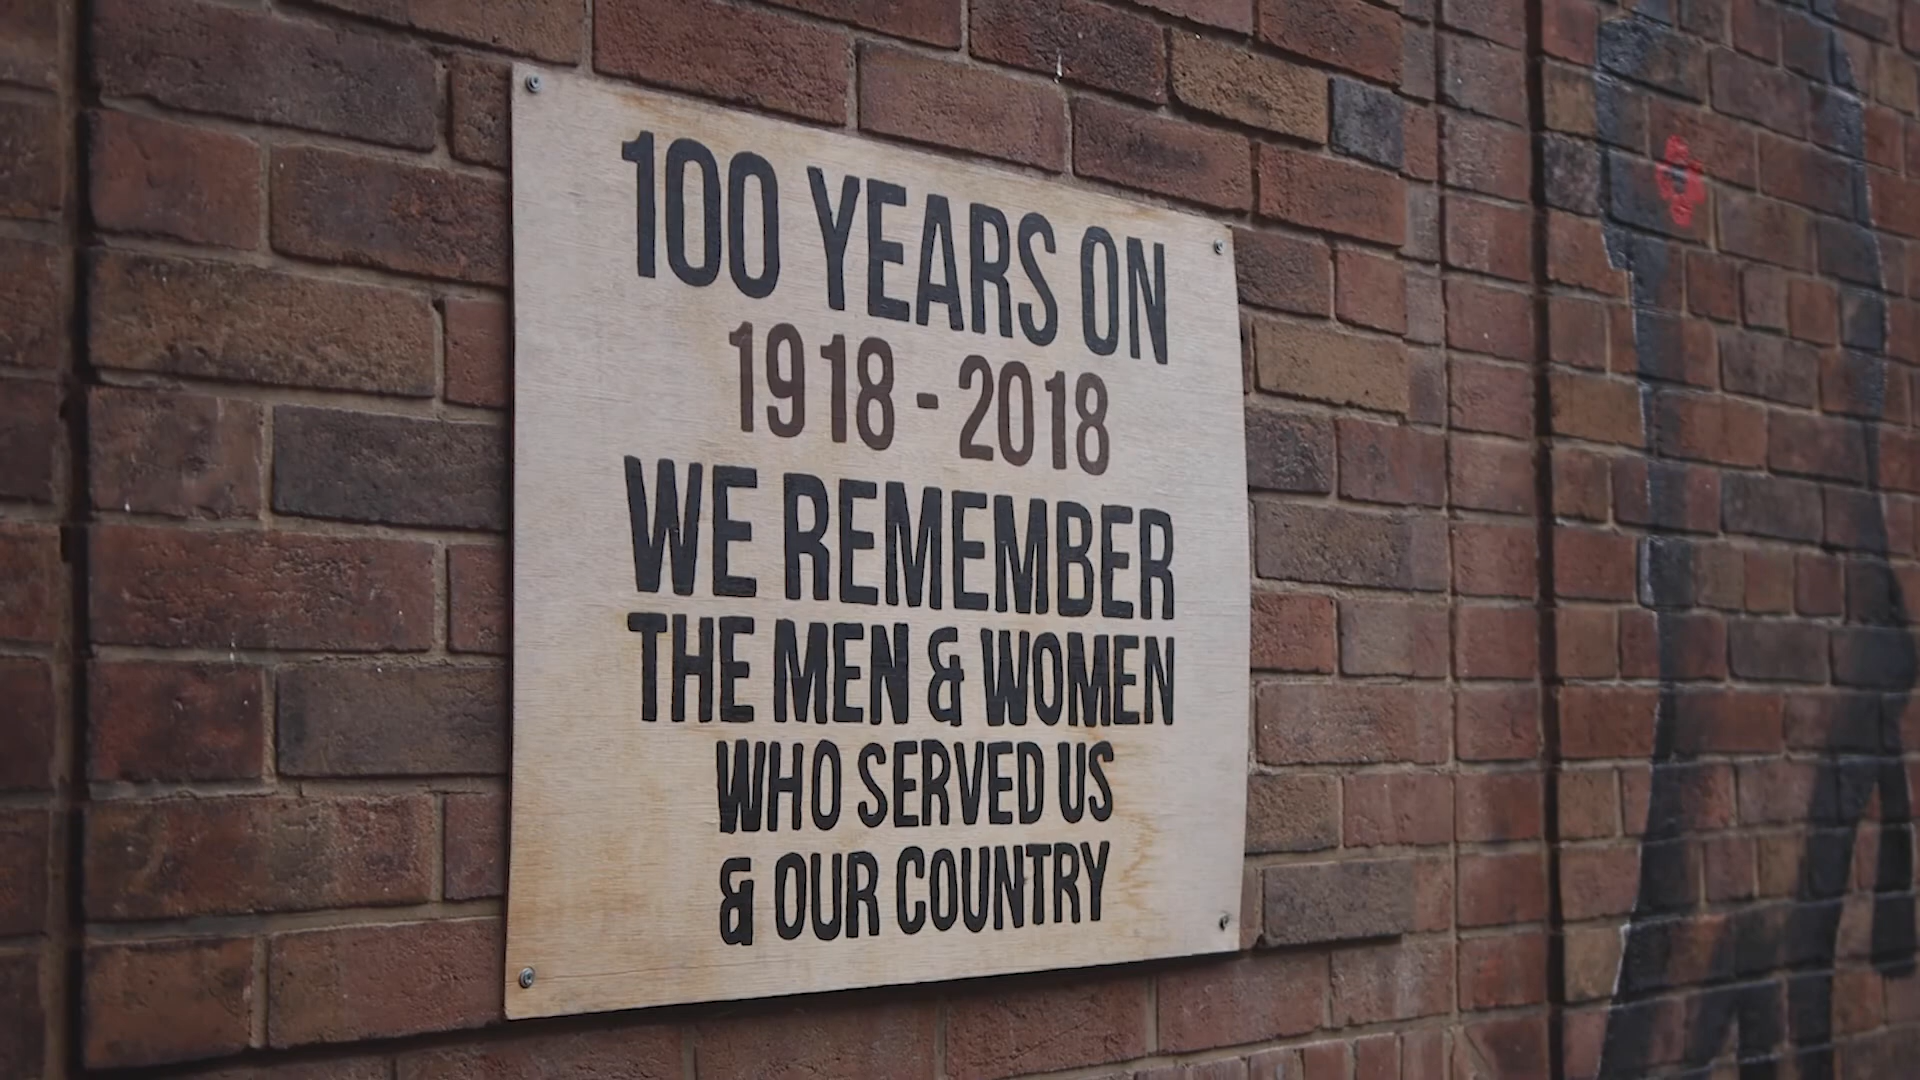 100 YEARS ON
1918 - 2018
WE REMEMBER
THE MEN & WOMEN
WHO SERVED US
& OUR COUNTRY